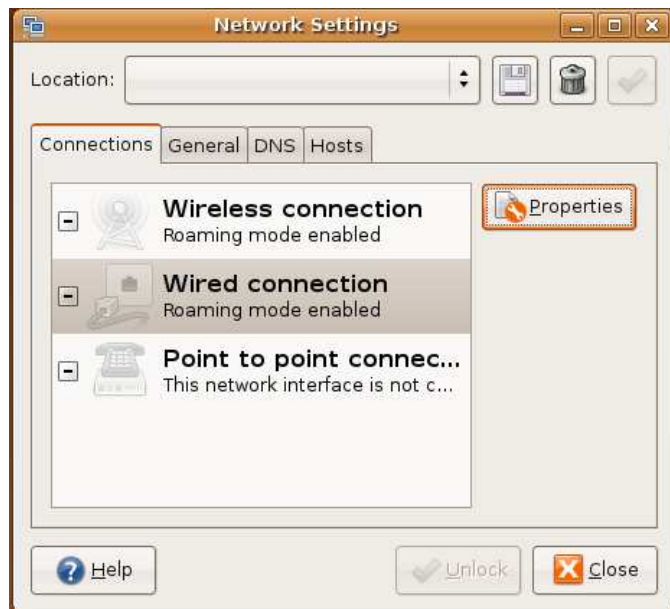 Network Settings
Location:
Connections General DNS Hosts
Wireless connection
Roaming mode enabled
Properties
Wired connection
Roaming mode enabled
Point to point connec...
This network interface is not c...
Help
Unlock
Close